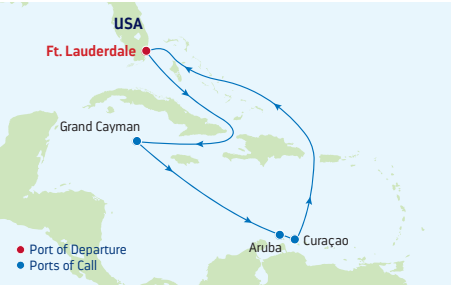 USA
Ft. Lauderdale
Grand Cayman
Aruba
Curaçao
Port of Departure
Ports of Call